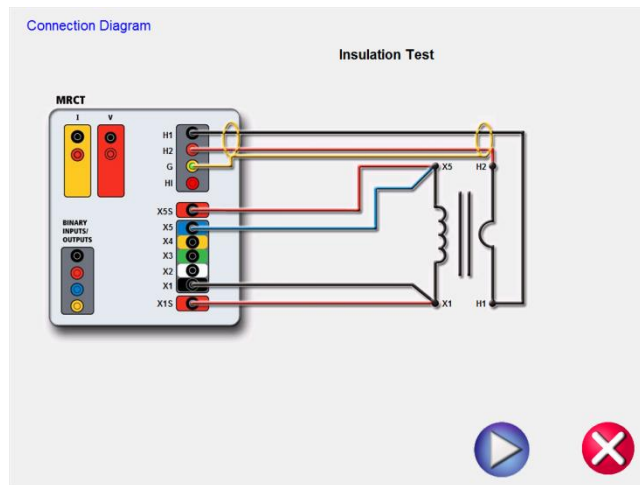 Connection Diagram
Insulation Test
MRCT
I V
H1
H2
G
HI
X5S
X5
X4
X3
X2
X1
X1S
BINARY
INPUTS/
OUTPUTS
X5 H2
X1 H1